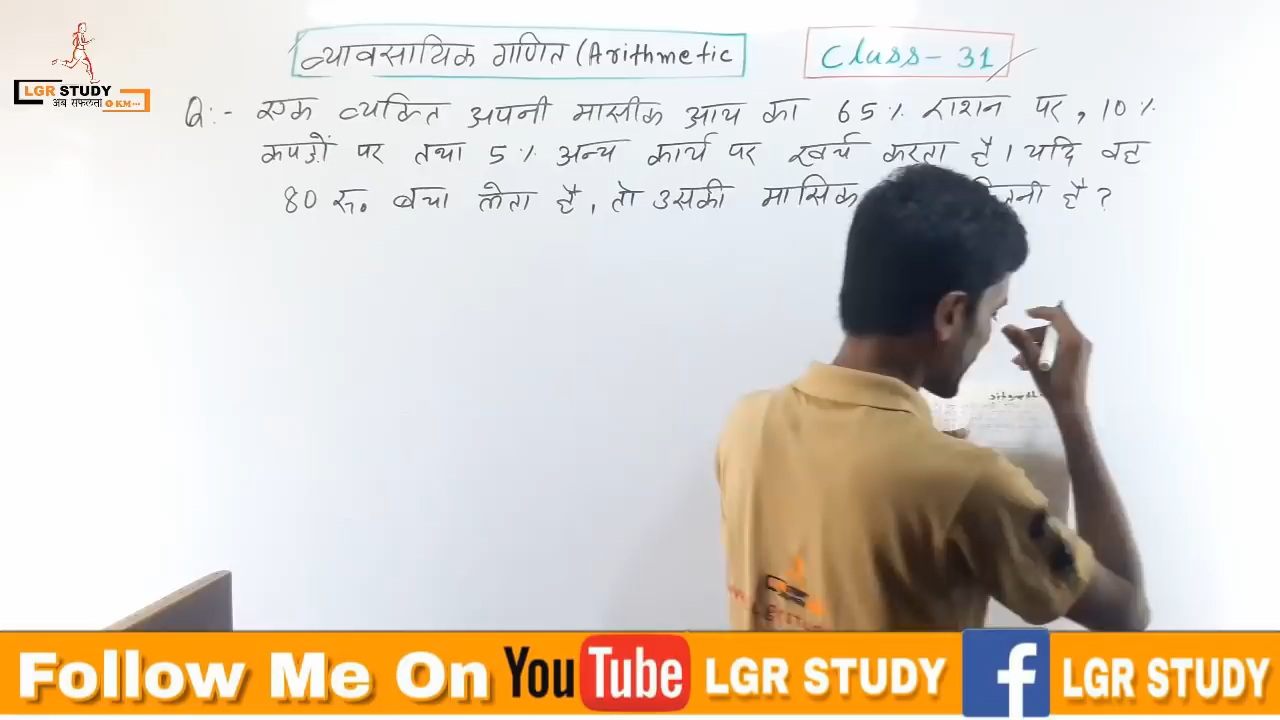 व्यावसायिक गणित (Arithmetic
Class-31
LGR STUDY
अब सफलता 0 KM...
Q:- एक व्यक्ति अपनी मासीक आय का 65% राशन पर, 10%
कपड़ों पर तथा 5% अन्य कार्य पर खर्च करता है। यदि वह
80 रु. बचा लेता है, तो उसकी मासिक है?
Follow Me On YouTube LGR STUDY f LGR STUDY